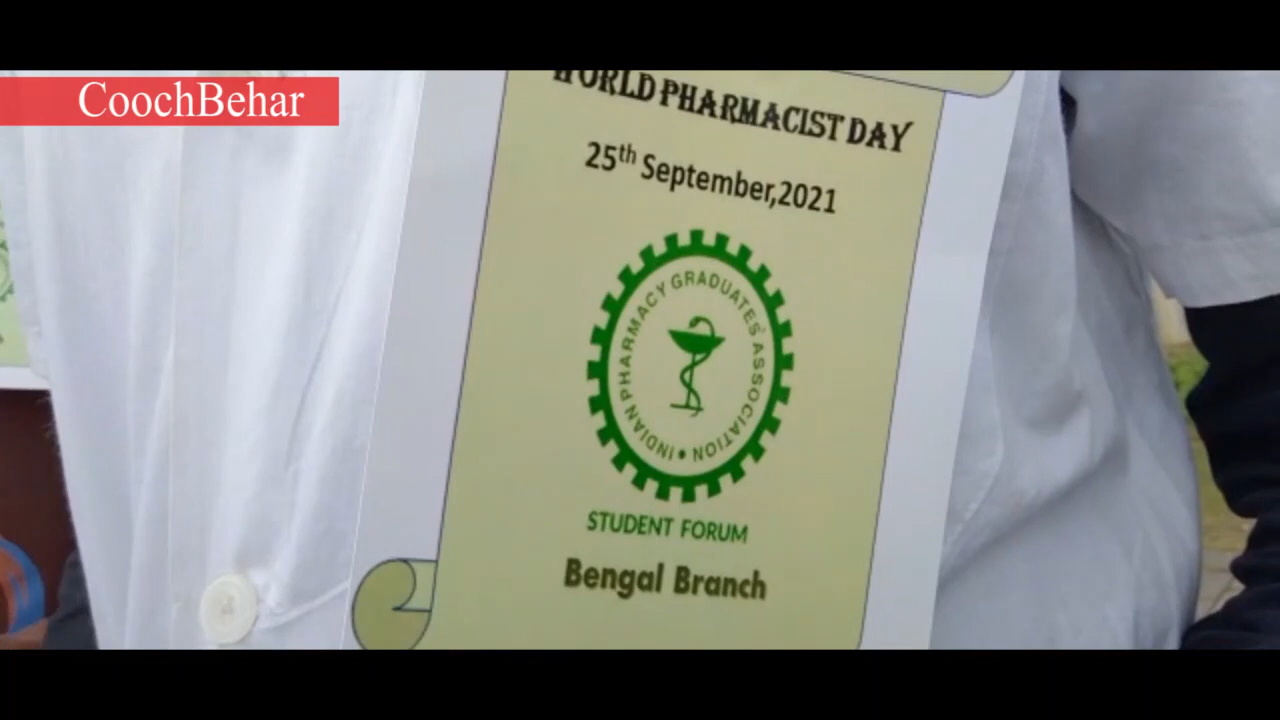 CoochBehar
WORLD PHARMACIST DAY
25th September,2021
INDIAN PHARMACY GRADUATES' ASSOCIATION
STUDENT FORUM
Bengal Branch